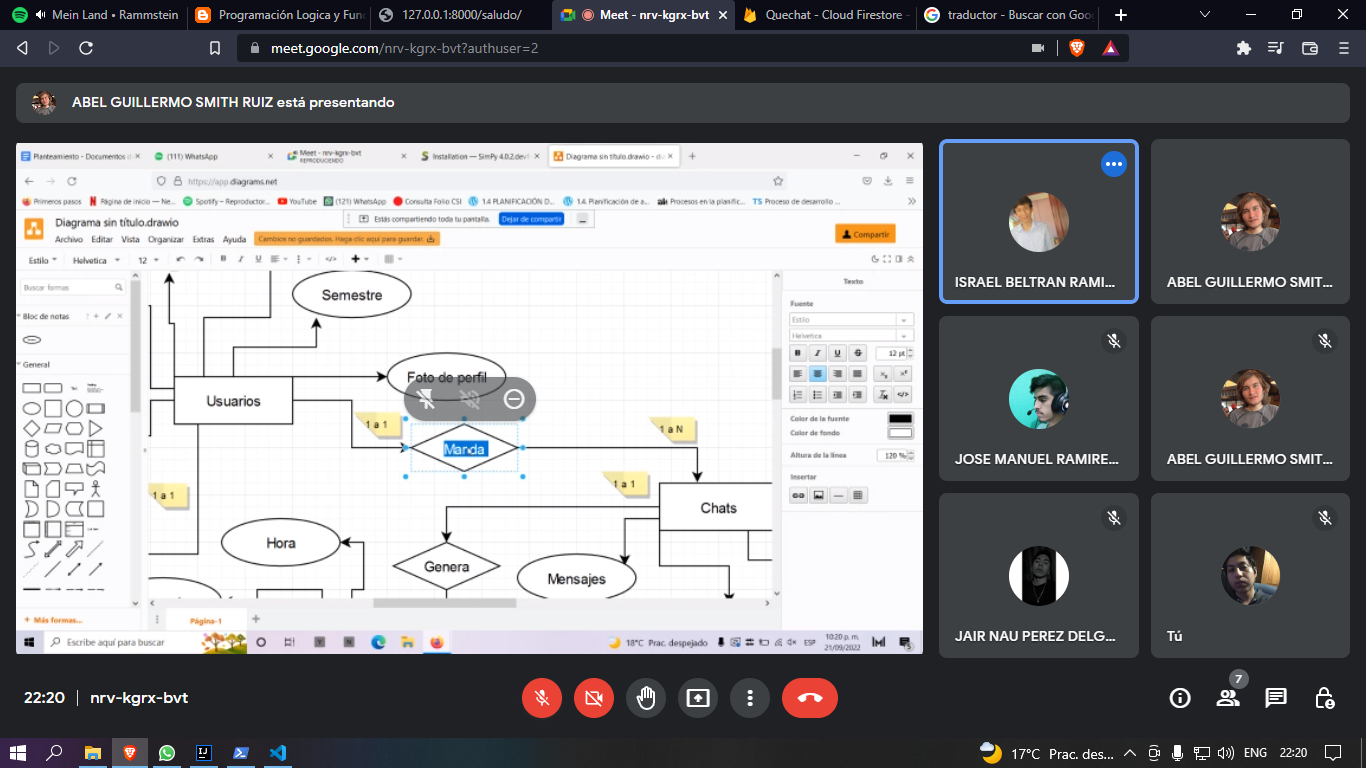 Mein Land • Rammstein
Programación Logica y Fun
127.0.0.1:8000/saludo/
Meet - nrv-kgrx-bvt
Quechat - Cloud Firestore -
traductor - Buscar con Goo
meet.google.com/nrv-kgrx-bvt?authuser=2
ABEL GUILLERMO SMITH RUIZ está presentando
Planteamiento - Documentos d
(111) WhatsApp
Meet - nrv-kgrx-bvt
REPRODUCIENDO
Installation — SimPy 4.0.2.dev1
Diagrama sin título.drawio - dr
https://app.diagrams.net
Primeros pasos
Página de inicio — Ne...
Spotify – Reproductor...
YouTube
(121) WhatsApp
Consulta Folio CSI
1.4 PLANIFICACIÓN D...
1.4. Planificación de a...
Procesos en la planific...
TS Proceso de desarrollo ...
Diagrama sin título.drawio
Estás compartiendo toda tu pantalla.
Dejar de compartir
Archivo Editar Vista Organizar Extras Ayuda
Cambios no guardados. Haga clic aquí para guardar.
Compartir
Estilo
Helvetica
12
Buscar formas
Bloc de notas
General
Más formas...
Semestre
Foto de perfil
Usuarios
1 a 1
Manda
1 a N
1 a 1
Chats
1 a 1
Hora
Genera
Mensajes
Página-1
Texto
Fuente
Estilo
Helvetica
B I U S
12 pt
Color de la fuente
Color de fondo
Altura de la línea
120 %
Insertar
Escribe aquí para buscar
18°C Prac. despejado
ESP
10:20 p. m.
21/09/2022
ISRAEL BELTRAN RAMI...
ABEL GUILLERMO SMIT...
JOSE MANUEL RAMIRE...
ABEL GUILLERMO SMIT...
JAIR NAU PEREZ DELG...
Tú
22:20
nrv-kgrx-bvt
7
17°C Prac. des...
ENG
22:20